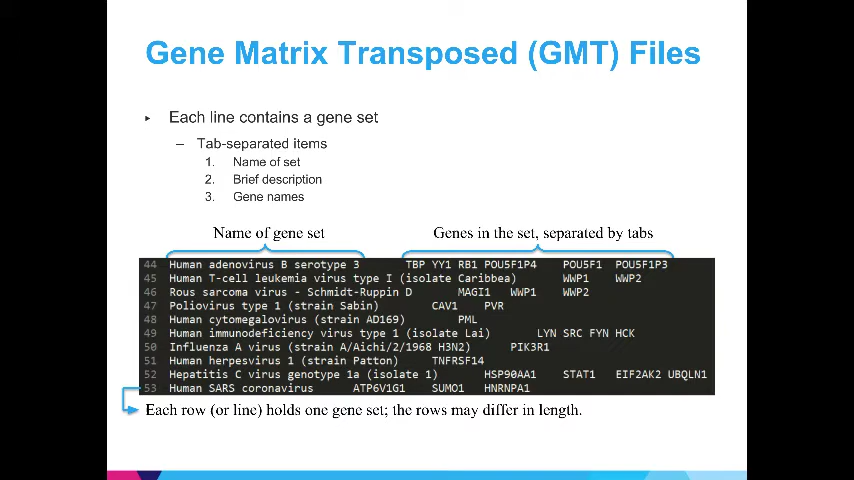 Gene Matrix Transposed (GMT) Files
▸ Each line contains a gene set
– Tab-separated items
1. Name of set
2. Brief description
3. Gene names
Name of gene set Genes in the set, separated by tabs
44 Human adenovirus B serotype 3 TBP YY1 RB1 POU5F1P4 POU5F1 POU5F1P3
45 Human T-cell leukemia virus type I (isolate Caribbea) WWP1 WWP2
46 Rous sarcoma virus - Schmidt-Ruppin D MAGI1 WWP1 WWP2
47 Poliovirus type 1 (strain Sabin) CAV1 PVR
48 Human cytomegalovirus (strain AD169) PML
49 Human immunodeficiency virus type 1 (isolate Lai) LYN SRC FYN HCK
50 Influenza A virus (strain A/Aichi/2/1968 H3N2) PIK3R1
51 Human herpesvirus 1 (strain Patton) TNFRSF14
52 Hepatitis C virus genotype 1a (isolate 1) HSP90AA1 STAT1 EIF2AK2 UBQLN1
53 Human SARS coronavirus ATP6V1G1 SUMO1 HNRNPA1
Each row (or line) holds one gene set; the rows may differ in length.